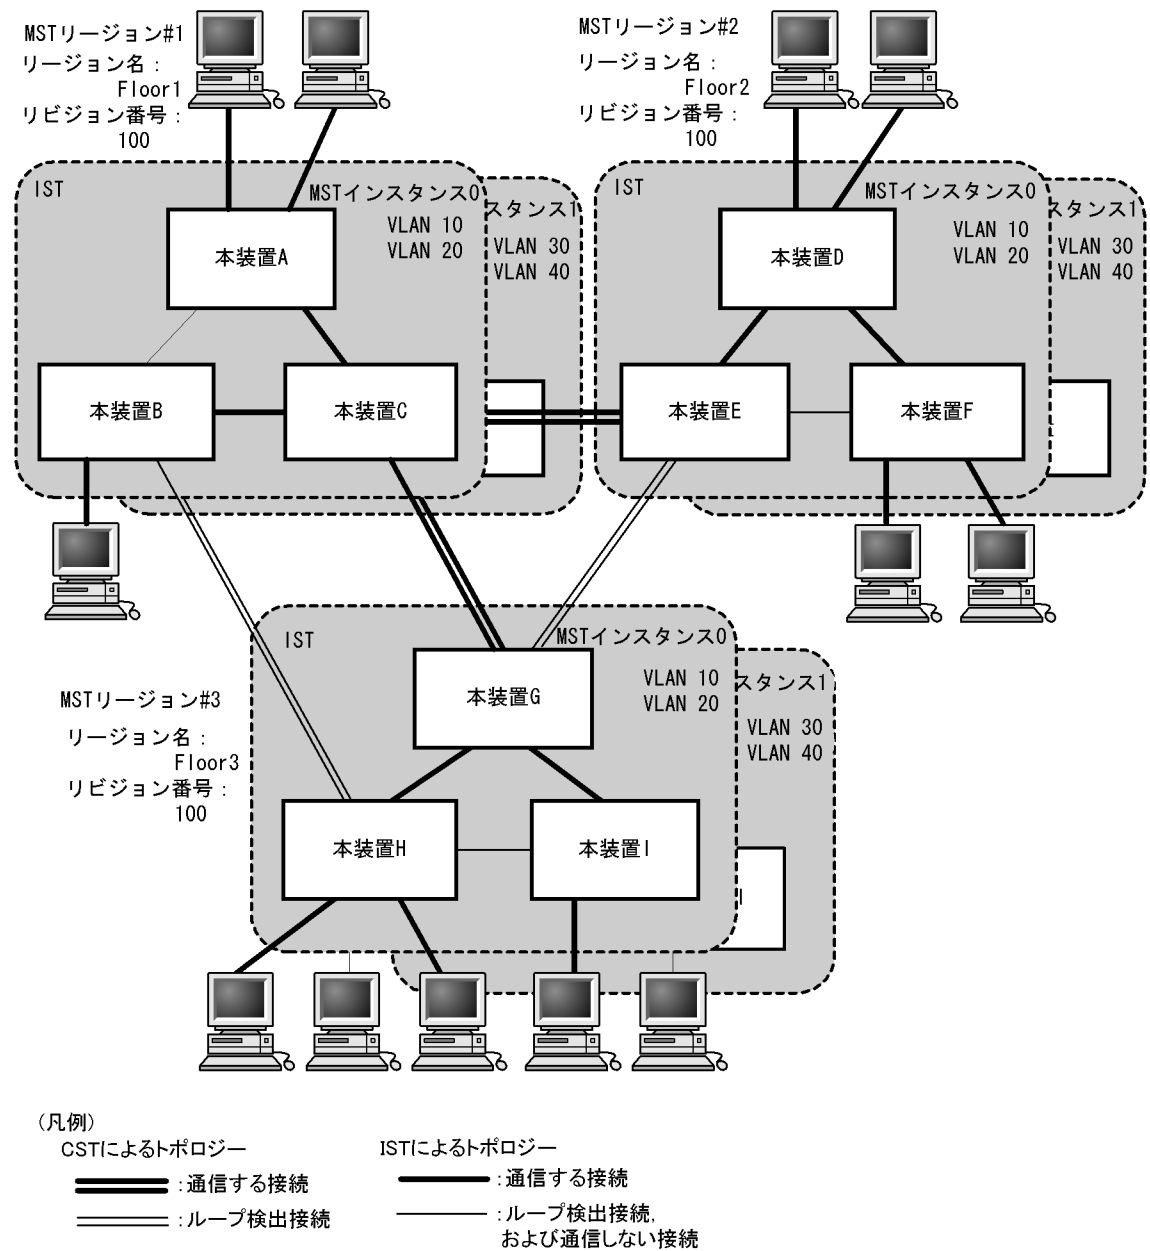 MSTリージョン#1
リージョン名：
Floor1
リビジョン番号：
100
MSTリージョン#2
リージョン名：
Floor2
リビジョン番号：
100
IST
MSTインスタンス0
VLAN 10
VLAN 20
スタンス1
VLAN 30
VLAN 40
本装置A
本装置B
本装置C
IST
MSTインスタンス0
VLAN 10
VLAN 20
スタンス1
VLAN 30
VLAN 40
本装置D
本装置E
本装置F
MSTリージョン#3
リージョン名：
Floor3
リビジョン番号：
100
IST
MSTインスタンス0
VLAN 10
VLAN 20
スタンス1
VLAN 30
VLAN 40
本装置G
本装置H
本装置I
(凡例)
CSTによるトポロジー
：通信する接続
：ループ検出接続
ISTによるトポロジー
：通信する接続
：ループ検出接続,
および通信しない接続